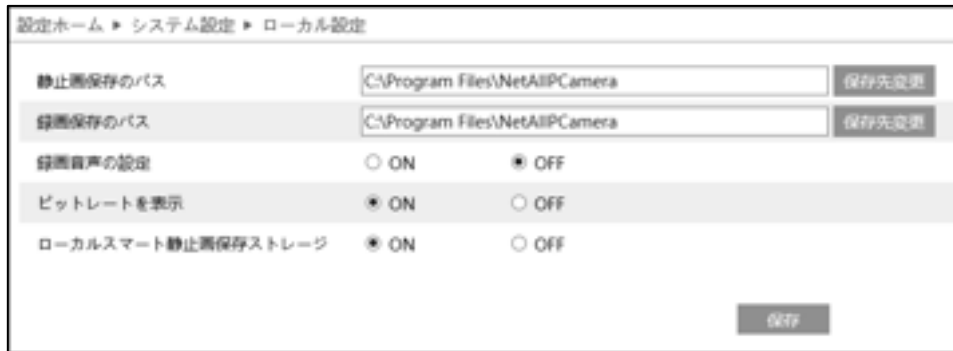 設定ホーム ▶ システム設定 ▶ ローカル設定
静止画保存のパス C:\Program Files\NetAIIPCamera 保存先変更
録画保存のパス C:\Program Files\NetAIIPCamera 保存先変更
録画音声の設定 ON OFF
ビットレートを表示 ON OFF
ローカルスマート静止画保存ストレージ ON OFF
保存